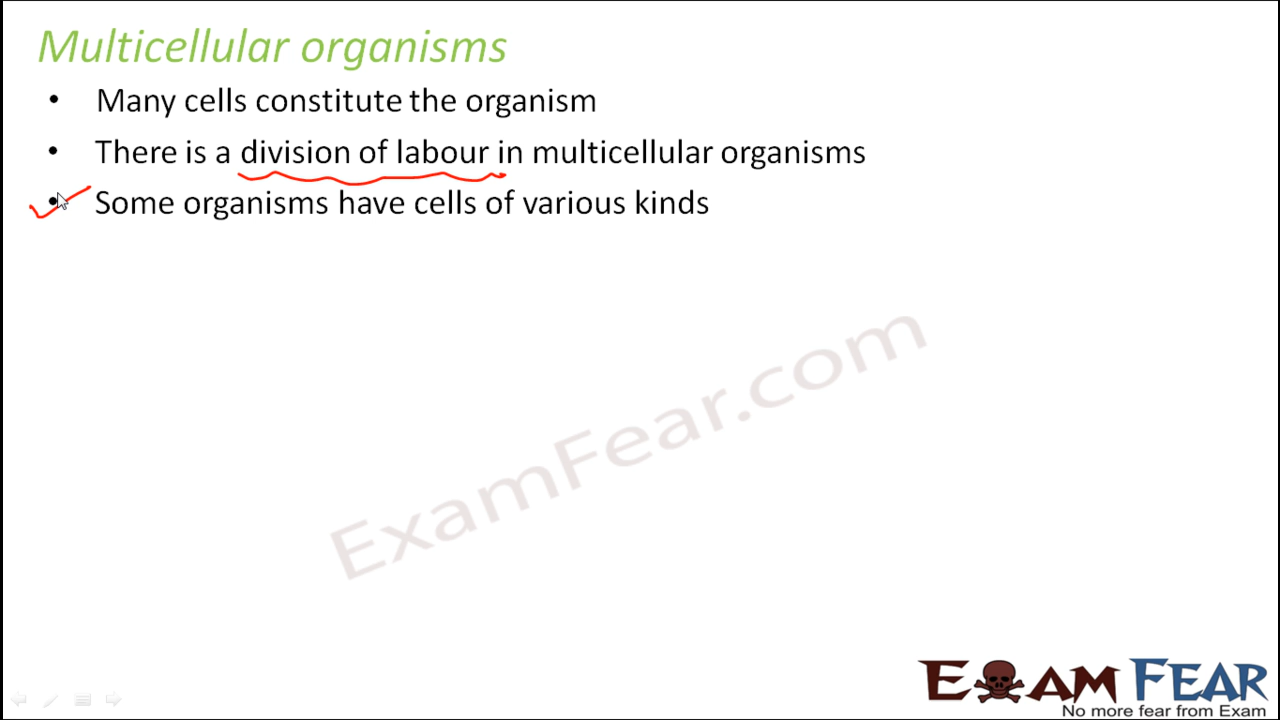 Multicellular organisms
• Many cells constitute the organism
• There is a division of labour in multicellular organisms
• Some organisms have cells of various kinds
ExamFear.com
EXAM FEAR
No more fear from Exam